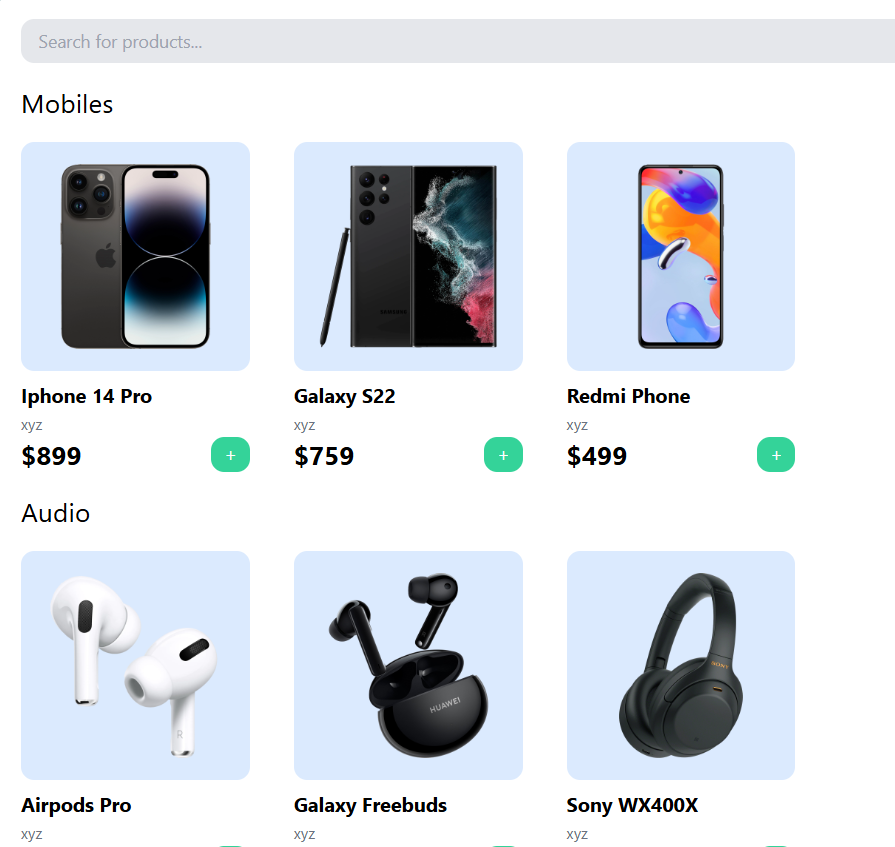 Search for products...
Mobiles
SAMSUNG
Iphone 14 Pro
Galaxy S22
Redmi Phone
xyz
xyz
xyz
$899
+
$759
+
$499
+
Audio
R
HUAWEI
SONY
Airpods Pro
Galaxy Freebuds
Sony WX400X
xyz
xyz
xyz